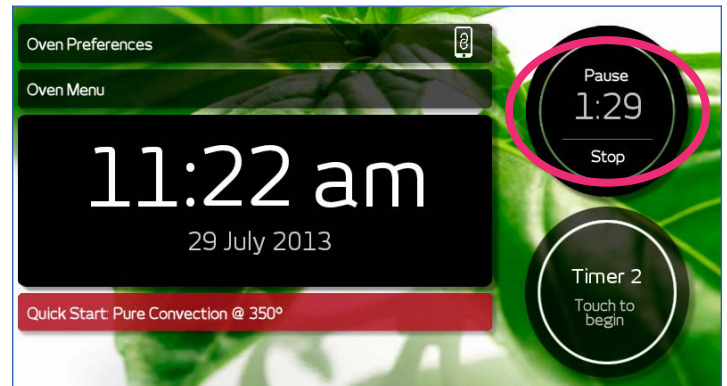 Oven Preferences
Oven Menu
11:22 am
29 July 2013
Quick Start: Pure Convection @ 350°
Pause
1:29
Stop
Timer 2
Touch to
begin